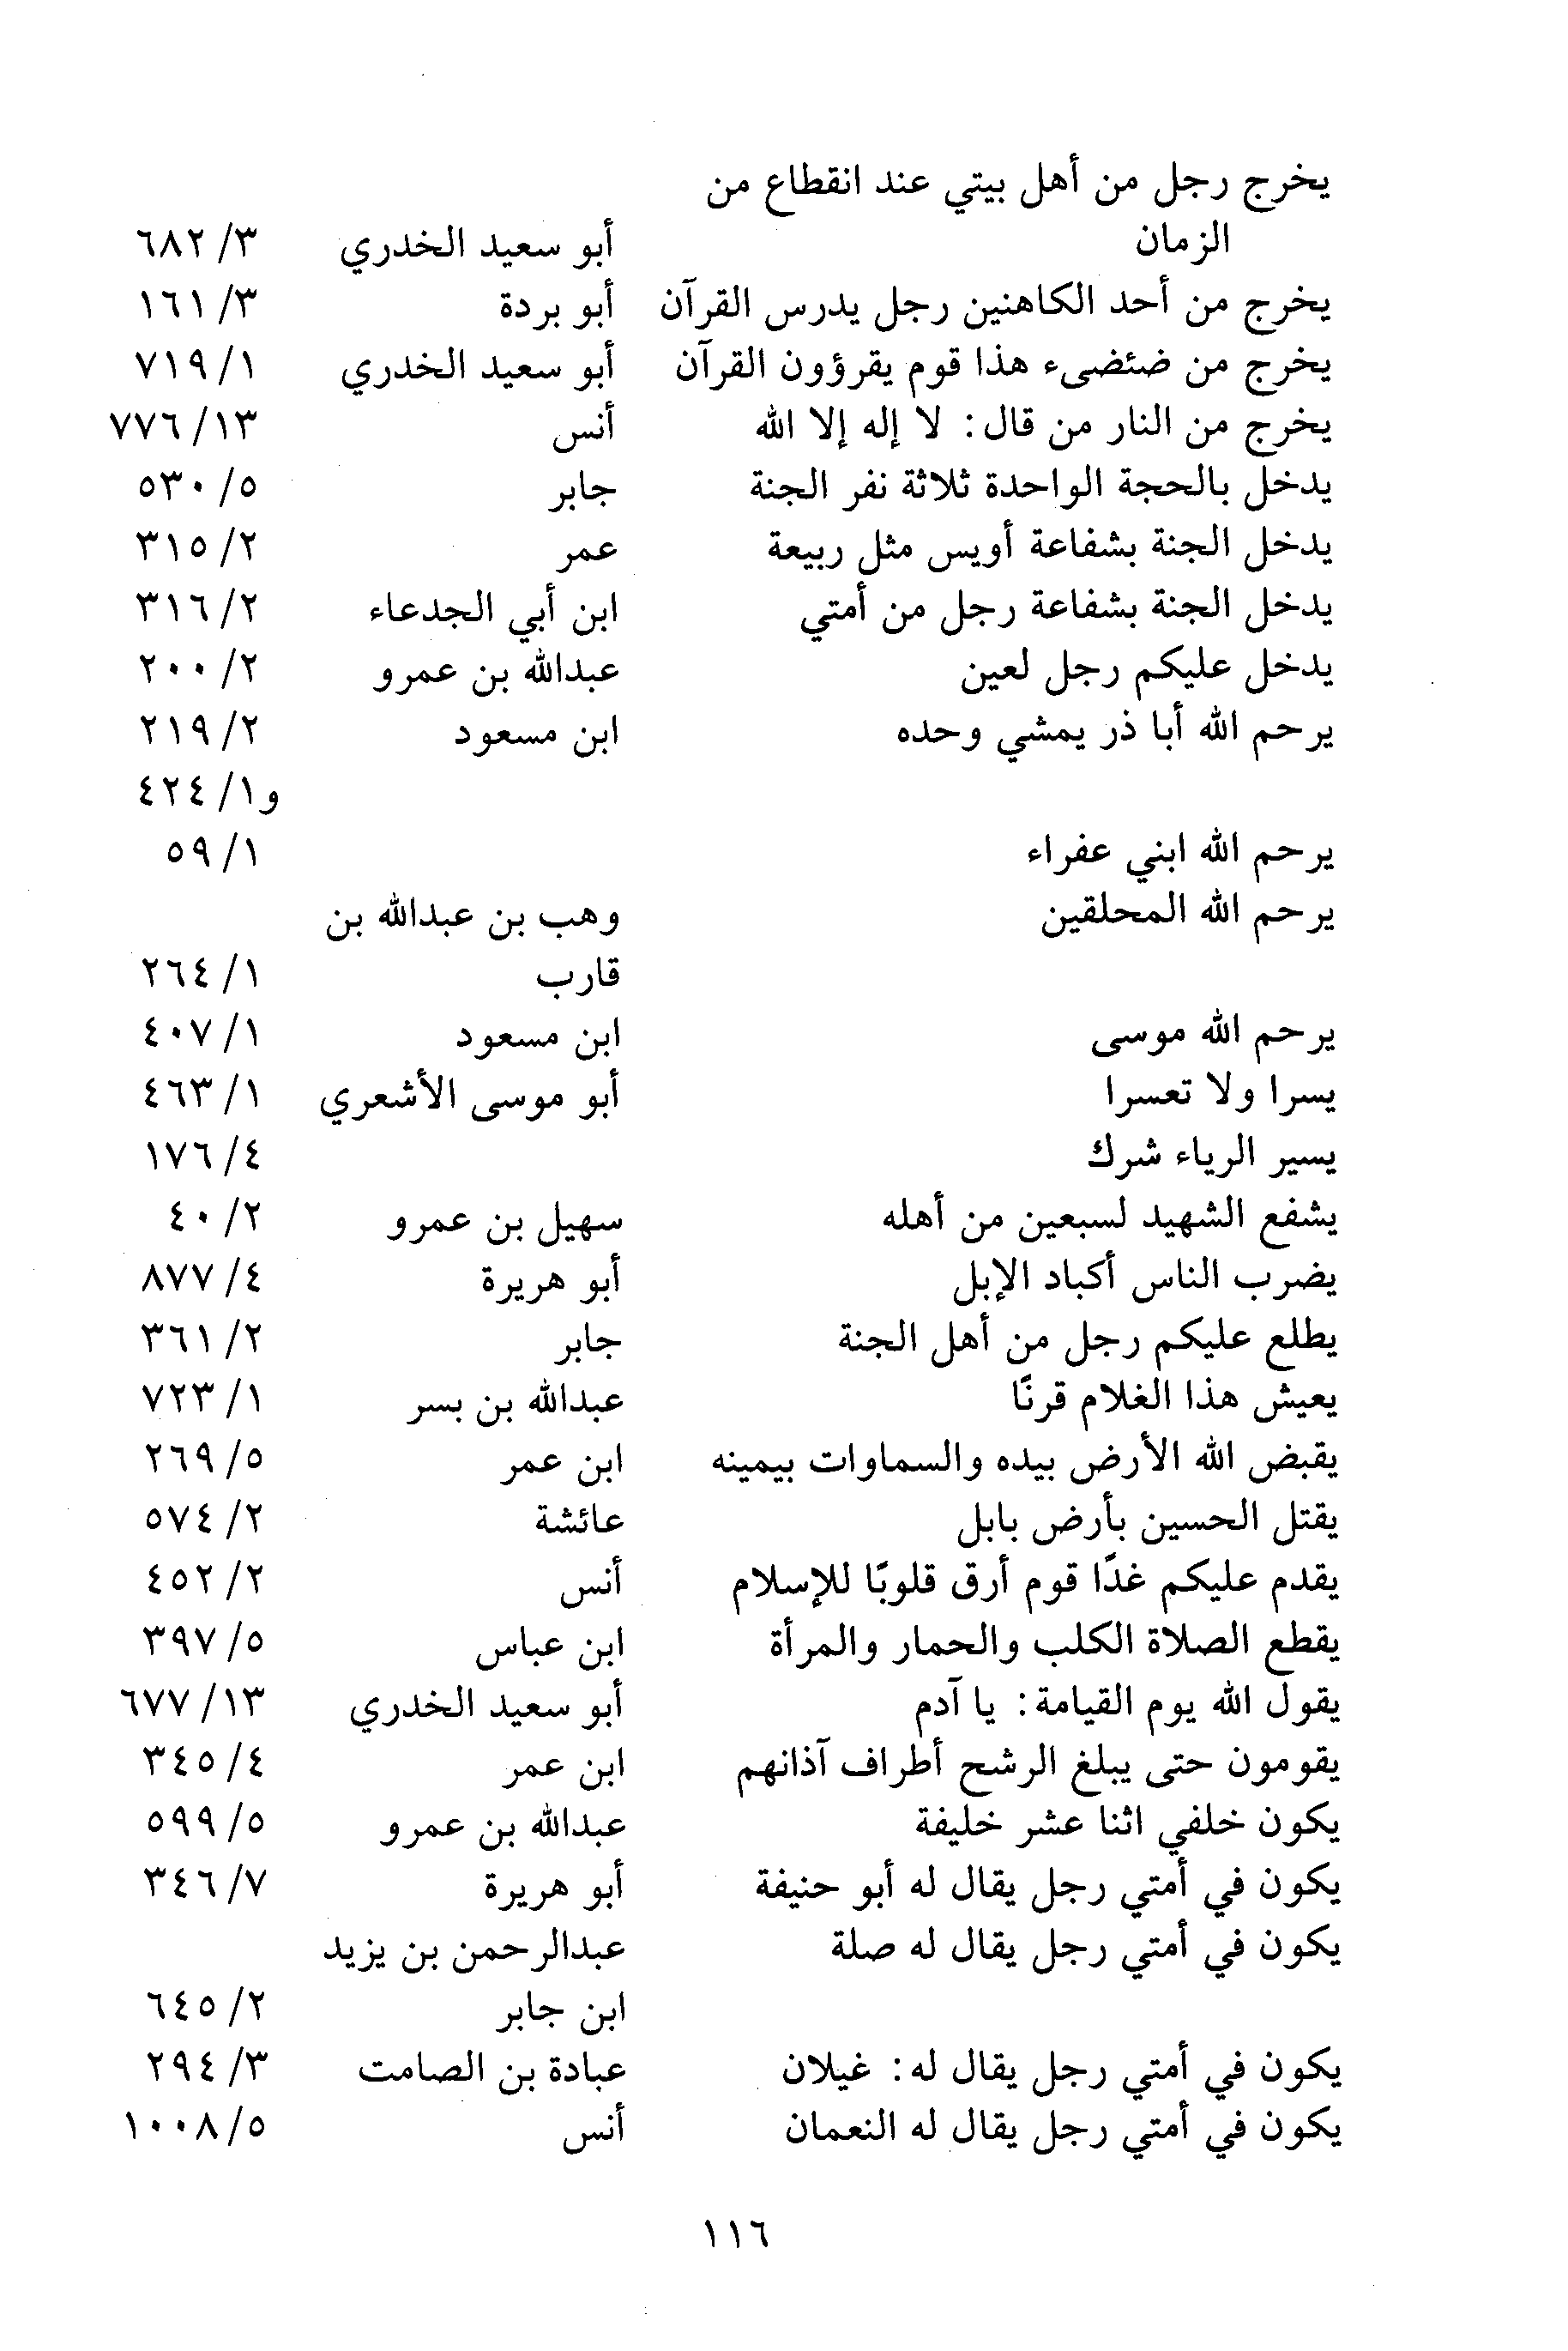 يخرج رجل من أهل بيتي عند انقطاع من
الزمان أبو سعيد الخدري ٣/ ٦٨٢
يخرج من أحد الكاهنين رجل يدرس القرآن أبو بردة ٣/ ١٦١
يخرج من ضئضىء هذا قوم يقرؤون القرآن أبو سعيد الخدري ١/ ٧١٩
يخرج من النار من قال: لا إله إلا الله أنس ١٣/ ٧٧٦
يدخل بالحجة الواحدة ثلاثة نفر الجنة جابر ٥/ ٥٣٠
يدخل الجنة بشفاعة أويس مثل ربيعة عمر ٢/ ٣١٥
يدخل الجنة بشفاعة رجل من أمتي ابن أبي الجدعاء ٢/ ٣١٦
يدخل عليكم رجل لعين عبدالله بن عمرو ٢/ ٢٠٠
يرحم الله أبا ذر يمشي وحده ابن مسعود ٢/ ٢١٩
و١/ ٤٢٤
يرحم الله ابني عفراء ١/ ٥٩
يرحم الله المحلقين وهب بن عبدالله بن
قارب ١/ ٢٦٤
يرحم الله موسى ابن مسعود ١/ ٤٠٧
يسرا ولا تعسرا أبو موسى الأشعري ١/ ٤٦٣
يسير الرياء شرك ٤/ ١٧٦
يشفع الشهيد لسبعين من أهله سهيل بن عمرو ٢/ ٤٠
يضرب الناس أكباد الإبل أبو هريرة ٤/ ٨٧٧
يطلع عليكم رجل من أهل الجنة جابر ٢/ ٣٦١
يعيش هذا الغلام قرنًا عبدالله بن بسر ١/ ٧٢٣
يقبض الله الأرض بيده والسماوات بيمينه ابن عمر ٥/ ٢٦٩
يقتل الحسين بأرض بابل عائشة ٢/ ٥٧٤
يقدم عليكم غدًا قوم أرق قلوبًا للإسلام أنس ٢/ ٤٥٢
يقطع الصلاة الكلب والحمار والمرأة ابن عباس ٥/ ٣٩٧
يقول الله يوم القيامة: يا آدم أبو سعيد الخدري ١٣/ ٦٧٧
يقومون حتى يبلغ الرشح أطراف آذانهم ابن عمر ٤/ ٣٤٥
يكون خلفي اثنا عشر خليفة عبدالله بن عمرو ٥/ ٥٩٩
يكون في أمتي رجل يقال له أبو حنيفة أبو هريرة ٧/ ٣٤٦
يكون في أمتي رجل يقال له صلة عبدالرحمن بن يزيد
ابن جابر ٢/ ٦٤٥
يكون في أمتي رجل يقال له: غيلان عبادة بن الصامت ٣/ ٢٩٤
يكون في أمتي رجل يقال له النعمان أنس ٥/ ١٠٠٨
١١٦